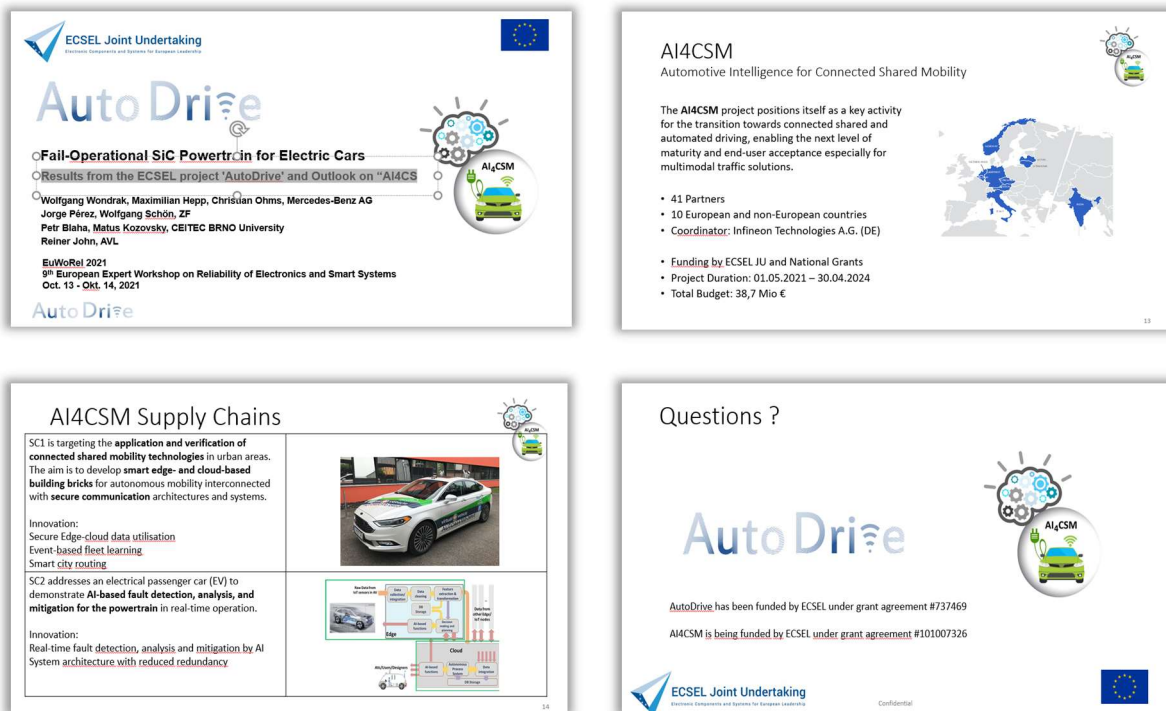 ECSEL Joint Undertaking
Electronic Components and Systems for European Leadership
AutoDrive
Fail-Operational SiC Powertrain for Electric Cars
Results from the ECSEL project 'AutoDrive' and Outlook on “AI4CS
AI4CSM
Wolfgang Wondrak, Maximilian Hepp, Christian Ohms, Mercedes-Benz AG
Jorge Pérez, Wolfgang Schön, ZF
Petr Blaha, Matus Kozovsky, CEITEC BRNO University
Reiner John, AVL
EuWoRel 2021
9th European Expert Workshop on Reliability of Electronics and Smart Systems
Oct. 13 - Okt. 14, 2021
AutoDrive
AI4CSM
Automotive Intelligence for Connected Shared Mobility
AI4CSM
The AI4CSM project positions itself as a key activity
for the transition towards connected shared and
automated driving, enabling the next level of
maturity and end-user acceptance especially for
multimodal traffic solutions.
• 41 Partners
• 10 European and non-European countries
• Coordinator: Infineon Technologies A.G. (DE)
• Funding by ECSEL JU and National Grants
• Project Duration: 01.05.2021 – 30.04.2024
• Total Budget: 38,7 Mio €
13
AI4CSM Supply Chains
AI4CSM
SC1 is targeting the application and verification of
connected shared mobility technologies in urban areas.
The aim is to develop smart edge- and cloud-based
building bricks for autonomous mobility interconnected
with secure communication architectures and systems.
Innovation:
Secure Edge-cloud data utilisation
Event-based fleet learning
Smart city routing
SC2 addresses an electrical passenger car (EV) to
demonstrate AI-based fault detection, analysis, and
mitigation for the powertrain in real-time operation.
Innovation:
Real-time fault detection, analysis and mitigation by AI
System architecture with reduced redundancy
Edge
Cloud
14
Questions ?
AutoDrive
AI4CSM
AutoDrive has been funded by ECSEL under grant agreement #737469
AI4CSM is being funded by ECSEL under grant agreement #101007326
ECSEL Joint Undertaking
Electronic Components and Systems for European Leadership
Confidential